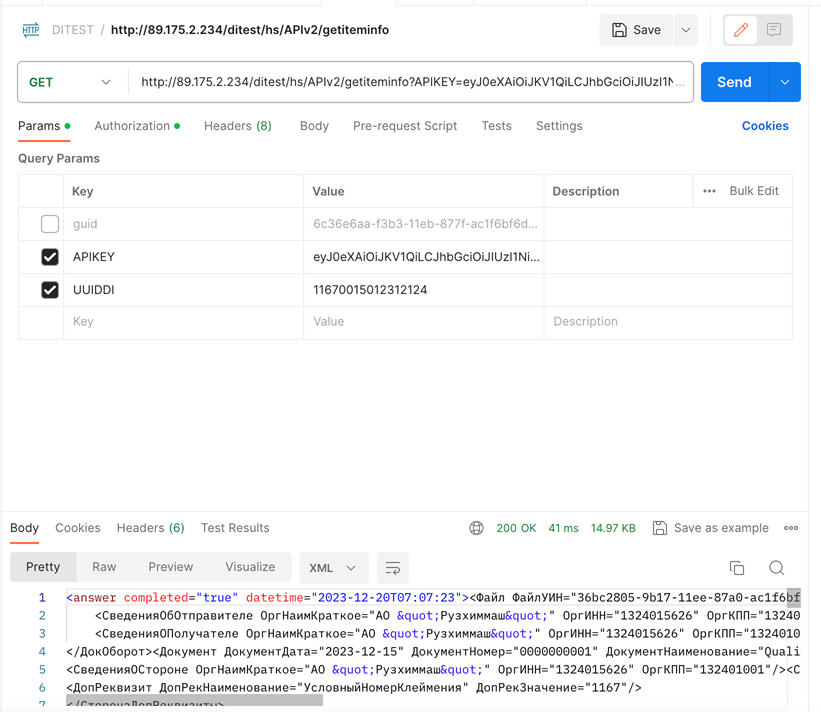 HTTP DITEST / http://89.175.2.234/ditest/hs/APIv2/getiteminfo Save
GET http://89.175.2.234/ditest/hs/APIv2/getiteminfo?APIKEY=eyJ0eXAiOiJKV1QiLCJhbGciOiJIUzI1N... Send
Params Authorization Headers (8) Body Pre-request Script Tests Settings Cookies
Query Params
Key Value Description ••• Bulk Edit
guid 6c36e6aa-f3b3-11eb-877f-ac1f6bf6d...
APIKEY eyJ0eXAiOiJKV1QiLCJhbGciOiJIUzI1Ni...
UUIDDI 11670015012312124
Key Value Description
Body Cookies Headers (6) Test Results 200 OK 41 ms 14.97 KB Save as example
Pretty Raw Preview Visualize XML
1 <answer completed="true" datetime="2023-12-20T07:07:23"><Файл ФайлУИН="36bc2805-9b17-11ee-87a0-ac1f6bf
2 <СведенияОбОтправителе ОргНаимКраткое="АО &quot;Рузхиммаш&quot;" ОргИНН="1324015626" ОргКПП="13240
3 <СведенияОПолучателе ОргНаимКраткое="АО &quot;Рузхиммаш&quot;" ОргИНН="1324015626" ОргКПП="1324010
4 </ДокОборот><Документ ДокументДата="2023-12-15" ДокументНомер="0000000001" ДокументНаименование="Quali
5 <СведенияОСтороне ОргНаимКраткое="АО &quot;Рузхиммаш&quot;" ОргИНН="1324015626" ОргКПП="132401001"/><С
6 <ДопРеквизит ДопРекНаименование="УсловныйНомерКлеймения" ДопРекЗначение="1167"/>
7 </СторонаДопРеквизиты>